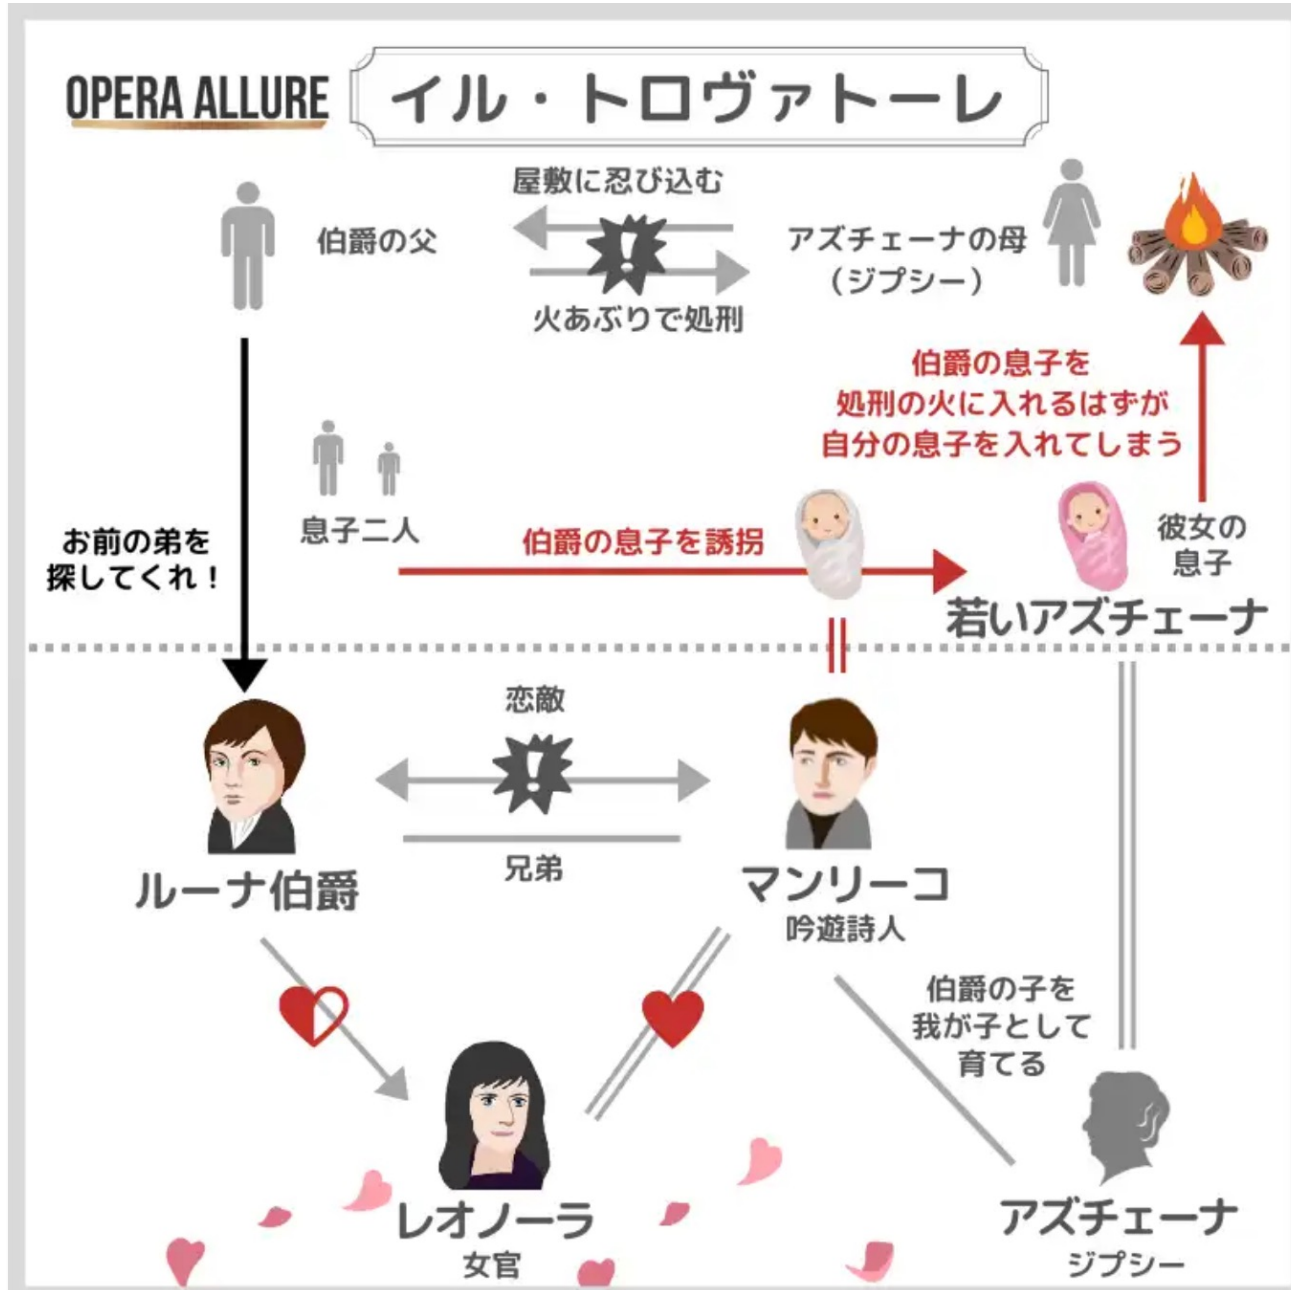 OPERA ALLURE
イル・トロヴァトーレ
屋敷に忍び込む
伯爵の父
アズチェーナの母
（ジプシー）
火あぶりで処刑
伯爵の息子を
処刑の火に入れるはずが
自分の息子を入れてしまう
お前の弟を
探してくれ！
息子二人
伯爵の息子を誘拐
彼女の
息子
若いアズチェーナ
恋敵
兄弟
ルーナ伯爵
マンリーコ
吟遊詩人
伯爵の子を
我が子として
育てる
レオノーラ
女官
アズチェーナ
ジプシー